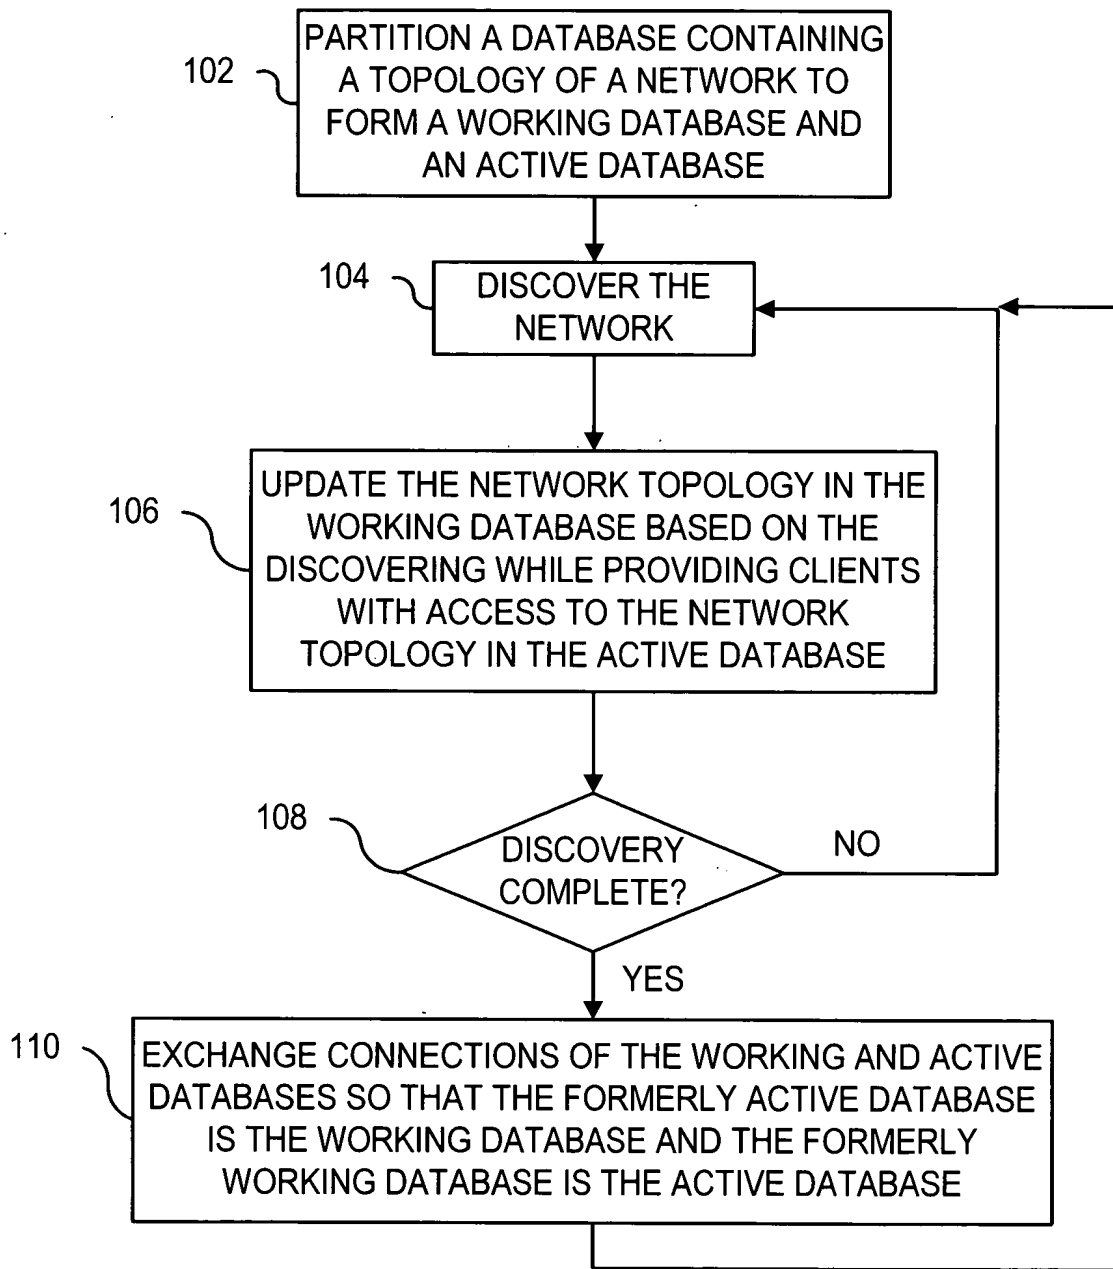 PARTITION A DATABASE CONTAINING
A TOPOLOGY OF A NETWORK TO
FORM A WORKING DATABASE AND
AN ACTIVE DATABASE
102
104
DISCOVER THE
NETWORK
106
UPDATE THE NETWORK TOPOLOGY IN THE
WORKING DATABASE BASED ON THE
DISCOVERING WHILE PROVIDING CLIENTS
WITH ACCESS TO THE NETWORK
TOPOLOGY IN THE ACTIVE DATABASE
108
DISCOVERY
COMPLETE?
NO
YES
110
EXCHANGE CONNECTIONS OF THE WORKING AND ACTIVE
DATABASES SO THAT THE FORMERLY ACTIVE DATABASE
IS THE WORKING DATABASE AND THE FORMERLY
WORKING DATABASE IS THE ACTIVE DATABASE